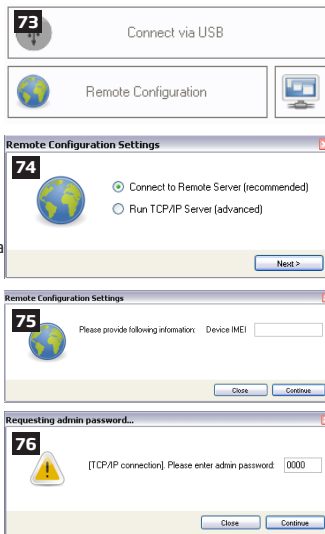 73
Connect via USB
Remote Configuration
Remote Configuration Settings
74
Connect to Remote Server (recommended)
Run TCP/IP Server (advanced)
a
Next >
Remote Configuration Settings
75
Please provide following information: Device IMEI
Close Continue
Requesting admin password...
76
[TCP/IP connection]. Please enter admin password: 0000
Close Continue